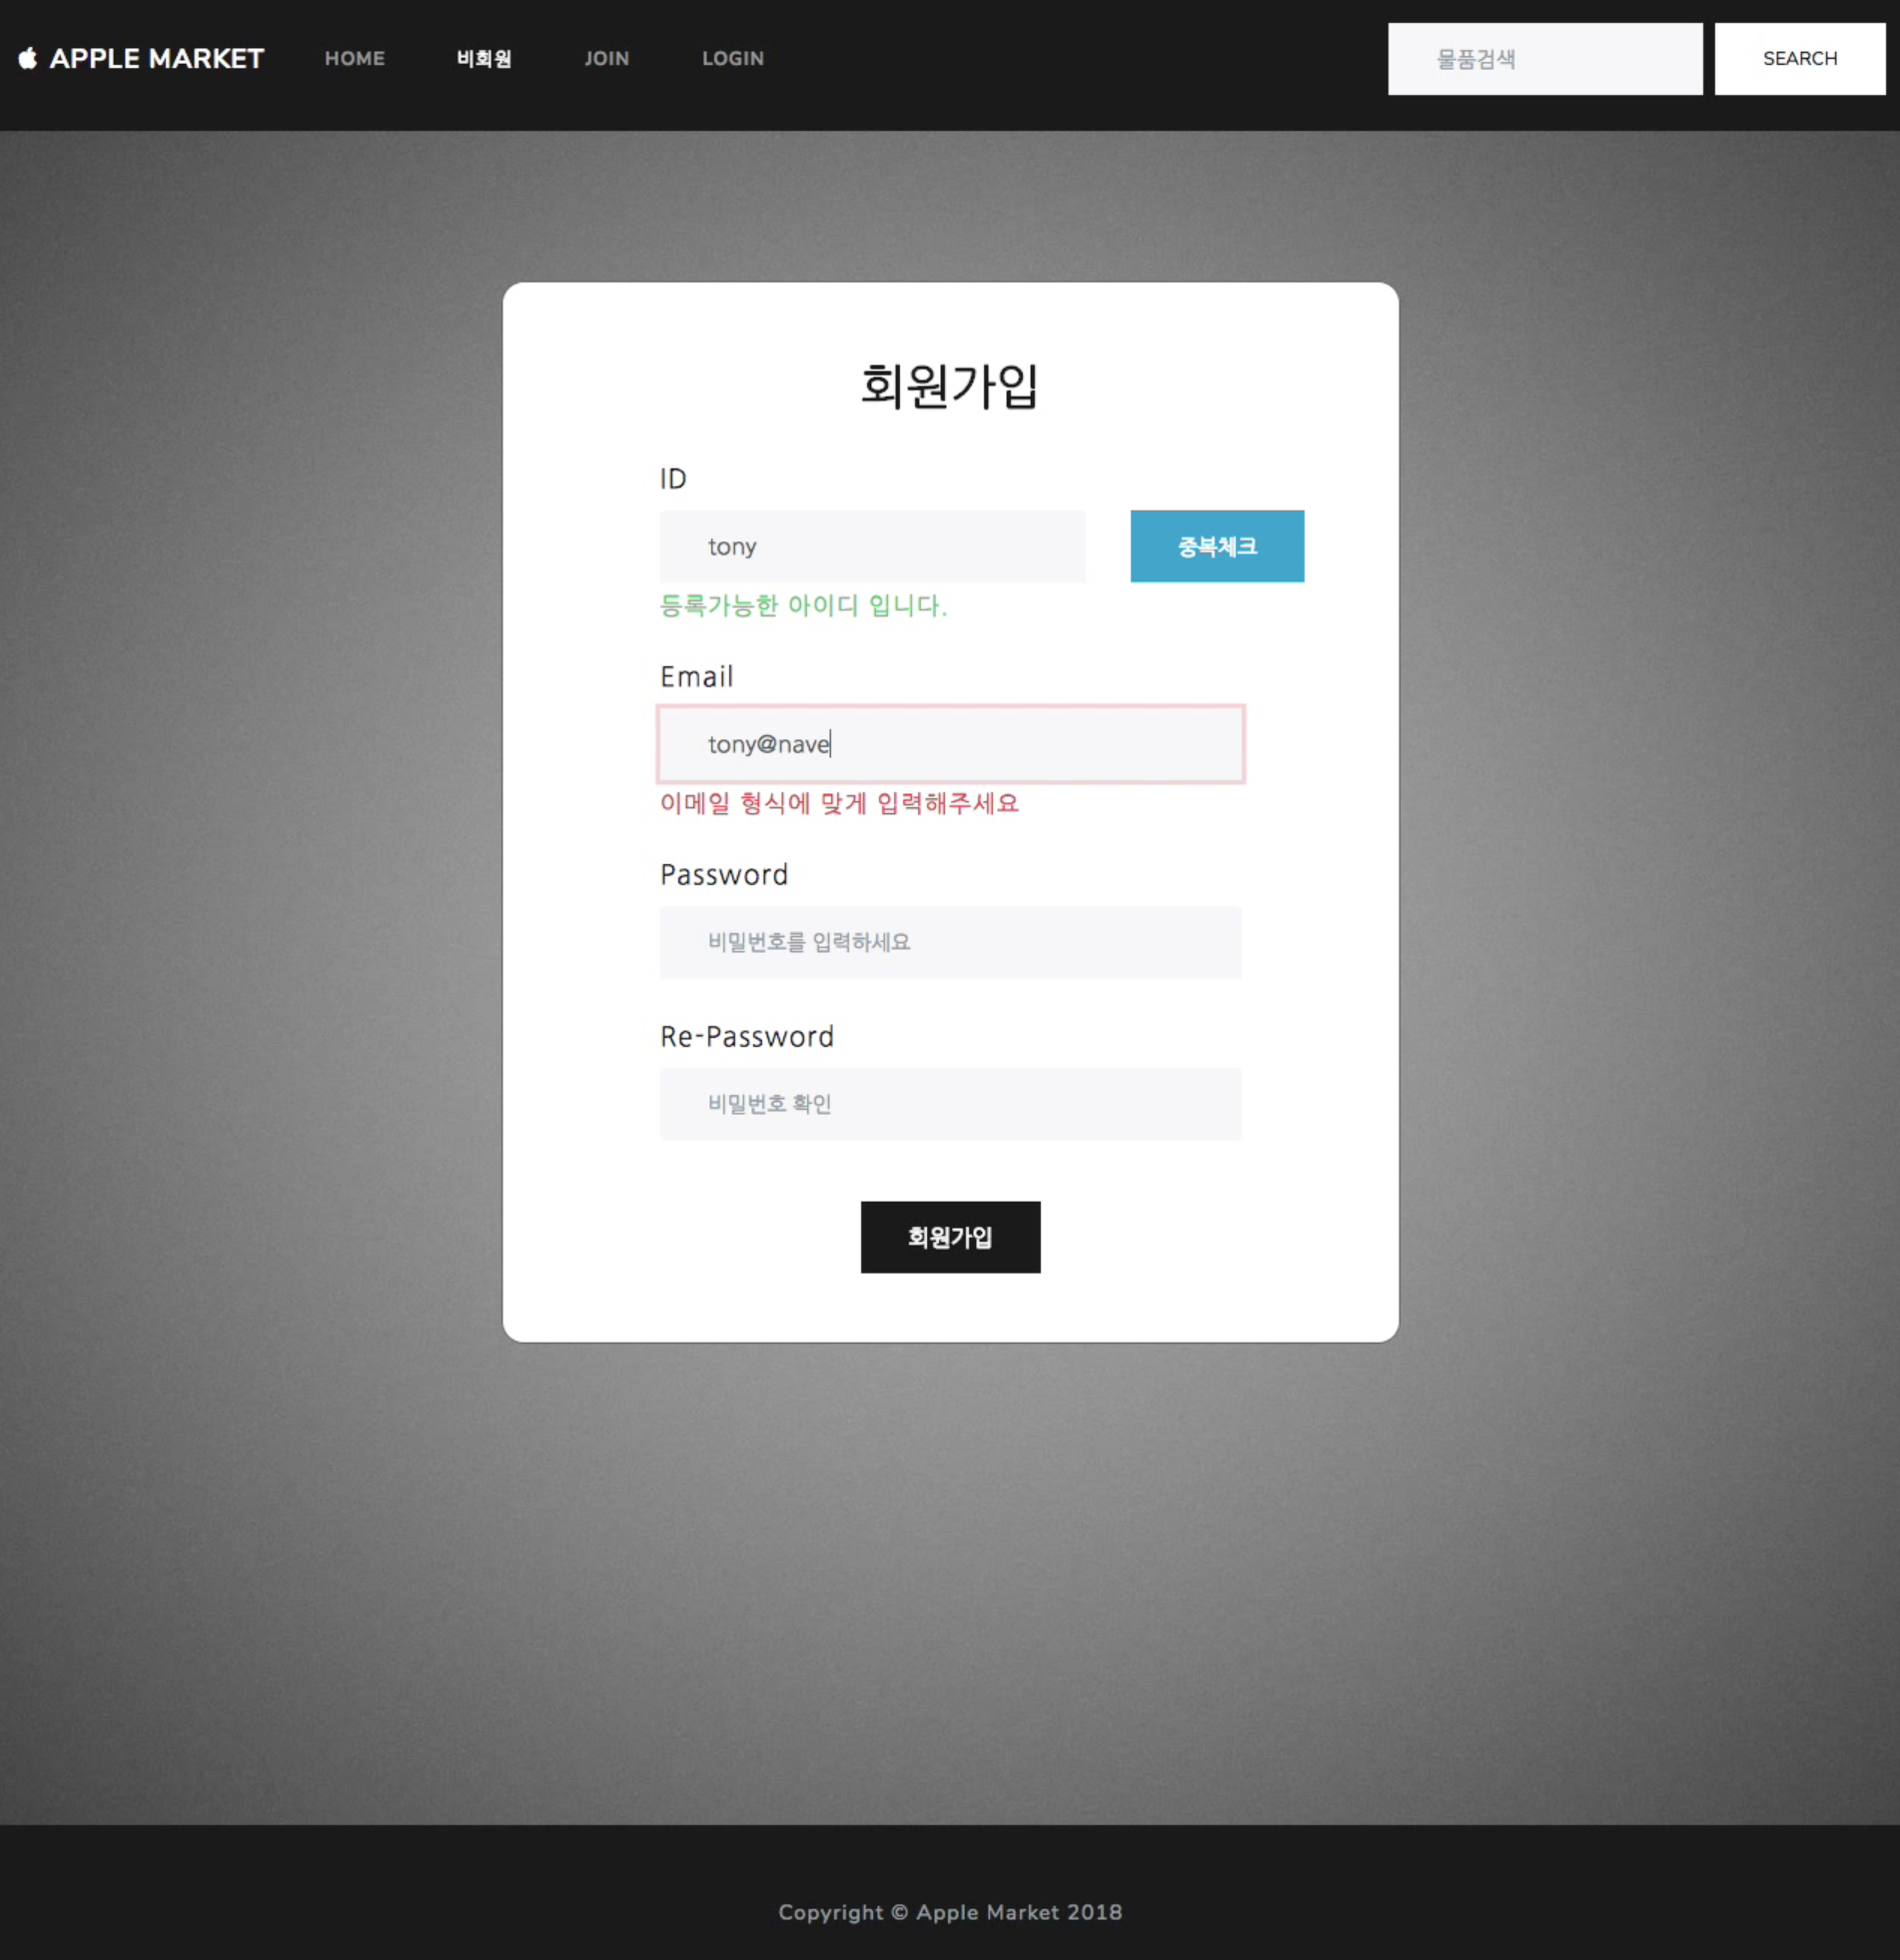 APPLE MARKET HOME 비회원 JOIN LOGIN 물품검색 SEARCH
회원가입
ID
tony 중복체크
등록가능한 아이디 입니다.
Email
tony@nave
이메일 형식에 맞게 입력해주세요
Password
비밀번호를 입력하세요
Re-Password
비밀번호 확인
회원가입
Copyright © Apple Market 2018